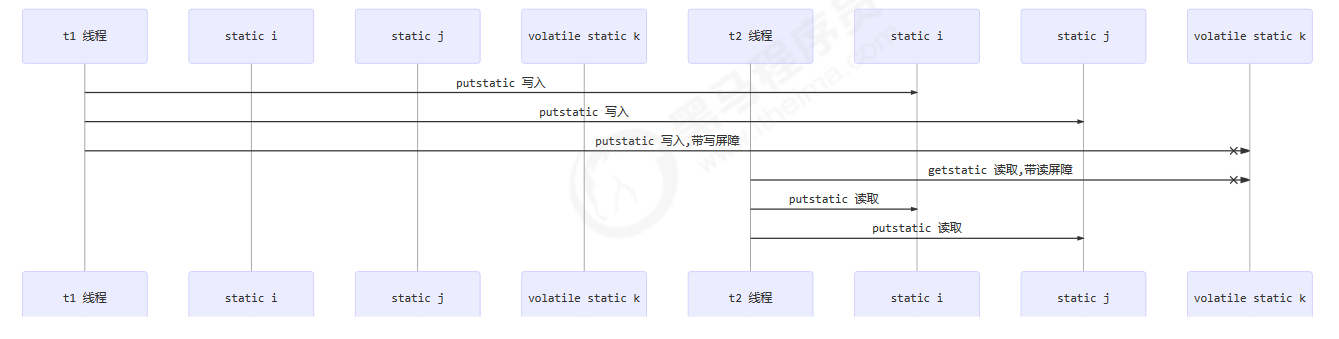 t1 线程
static i
static j
volatile static k
t2 线程
static i
static j
volatile static k
putstatic 写入
putstatic 写入
putstatic 写入,带写屏障
getstatic 读取,带读屏障
putstatic 读取
putstatic 读取
t1 线程
static i
static j
volatile static k
t2 线程
static i
static j
volatile static k
黑马程序员
www.itheima.com